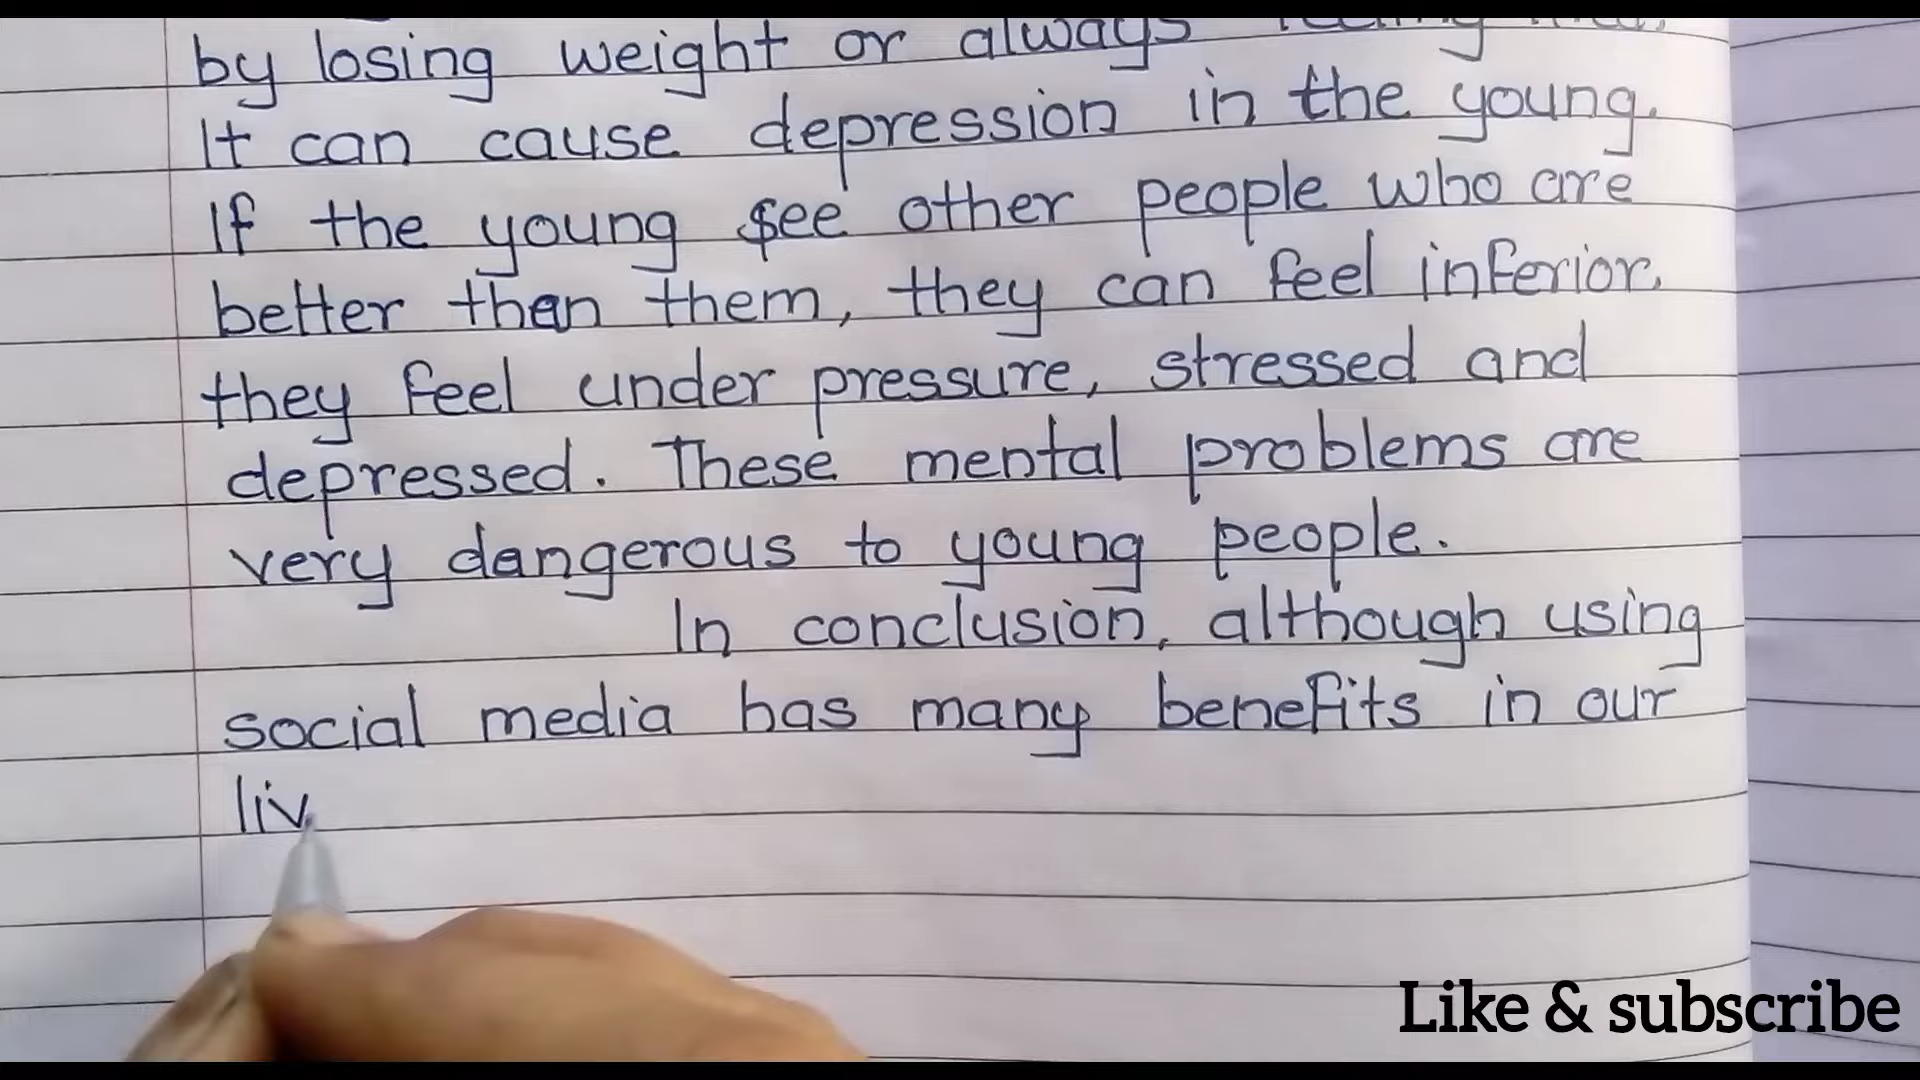 by losing weight or always feeling tired.
It can cause depression in the young.
If the young see other people who are
better than them, they can feel inferior.
they feel under pressure, stressed and
depressed. These mental problems are
very dangerous to young people.
In conclusion, although using
social media has many benefits in our
liv
Like & subscribe